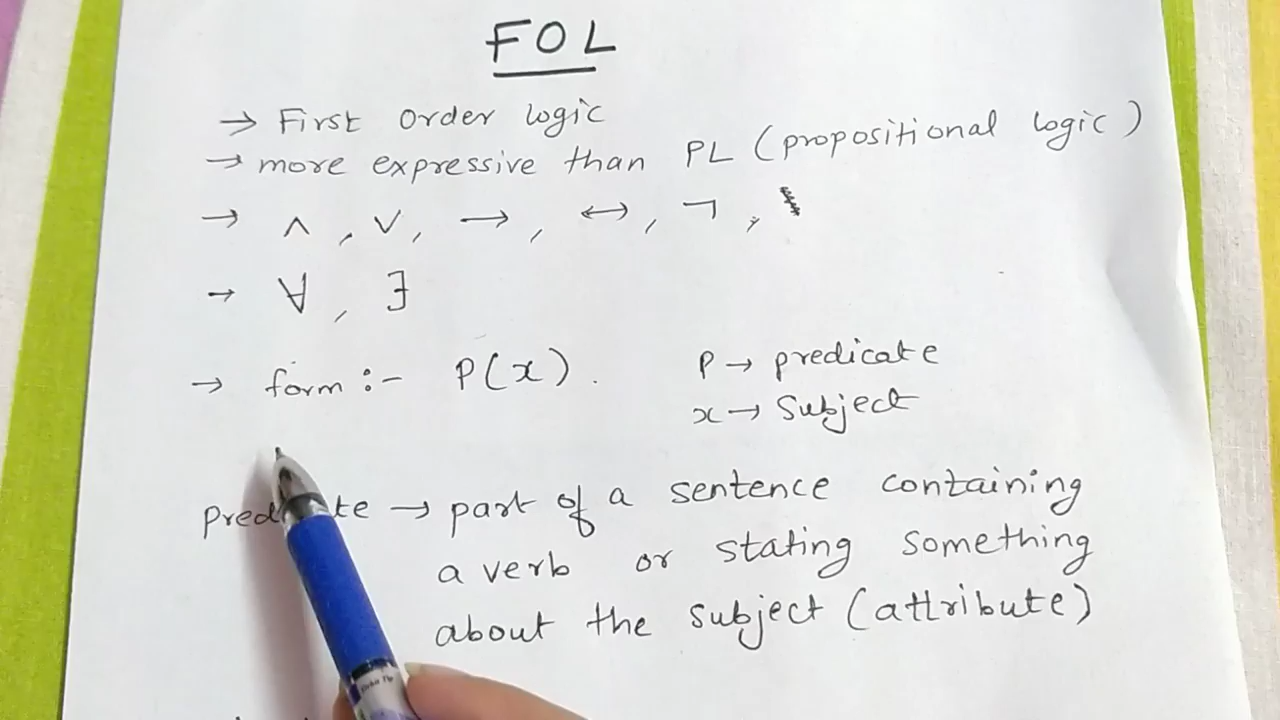 FOL
→ First order logic
→ more expressive than PL (propositional logic)
→ ∧, ∨, →, ↔, ¬,
→ ∀, ∃
→ form :- P(x).
P → predicate
x → Subject
→ part of a sentence containing
a verb or stating something
about the subject (attribute)